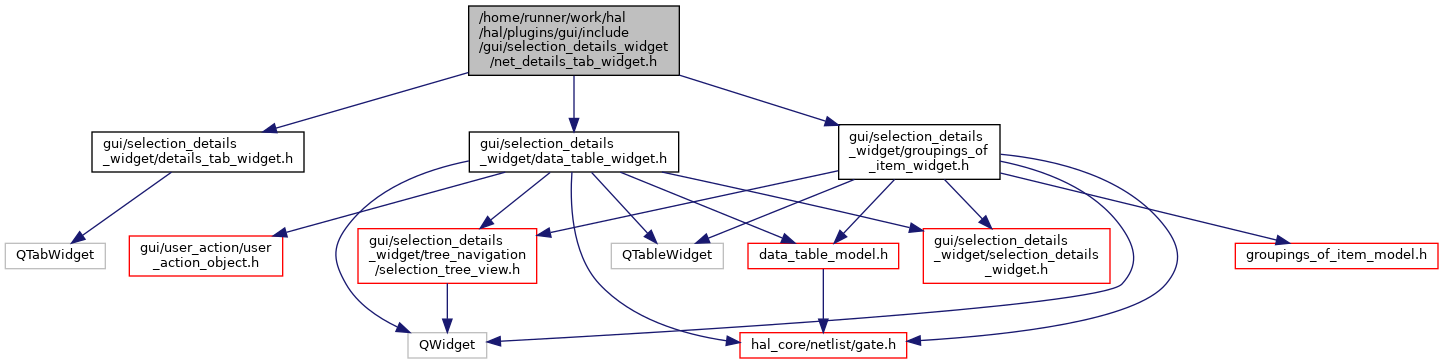 /home/runner/work/hal
/hal/plugins/gui/include
/gui/selection_details_widget
/net_details_tab_widget.h
gui/selection_details
_widget/details_tab_widget.h
gui/selection_details
_widget/data_table_widget.h
gui/selection_details
_widget/groupings_of
_item_widget.h
QTabWidget
gui/user_action/user
_action_object.h
gui/selection_details
_widget/tree_navigation
/selection_tree_view.h
QTableWidget
data_table_model.h
gui/selection_details
_widget/selection_details
_widget.h
groupings_of_item_model.h
QWidget
hal_core/netlist/gate.h